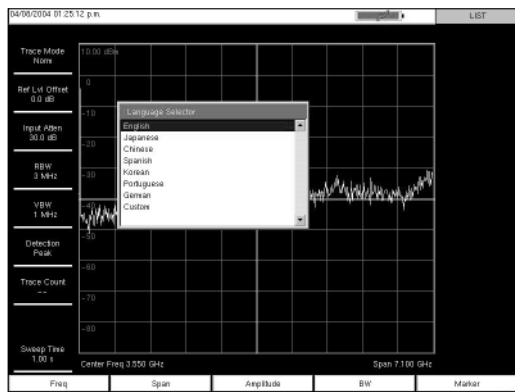 04/08/2004 01:25:12 p.m.
LIST
Trace Mode
Norm
10.00 dBm
Ref Lvl Offset
0.0 dB
0
-10
Language Selector
Input Atten
30.0 dB
English
Japanese
Chinese
Spanish
Korean
Portuguese
German
Custom
-20
RBW
3 MHz
-30
VBW
1 MHz
-40
-50
Detection
Peak
-60
Trace Count
--
-70
-80
Sweep Time
1.00 s
Center Freq 3.550 GHz
Span 7.100 GHz
Freq
Span
Amplitude
BW
Marker